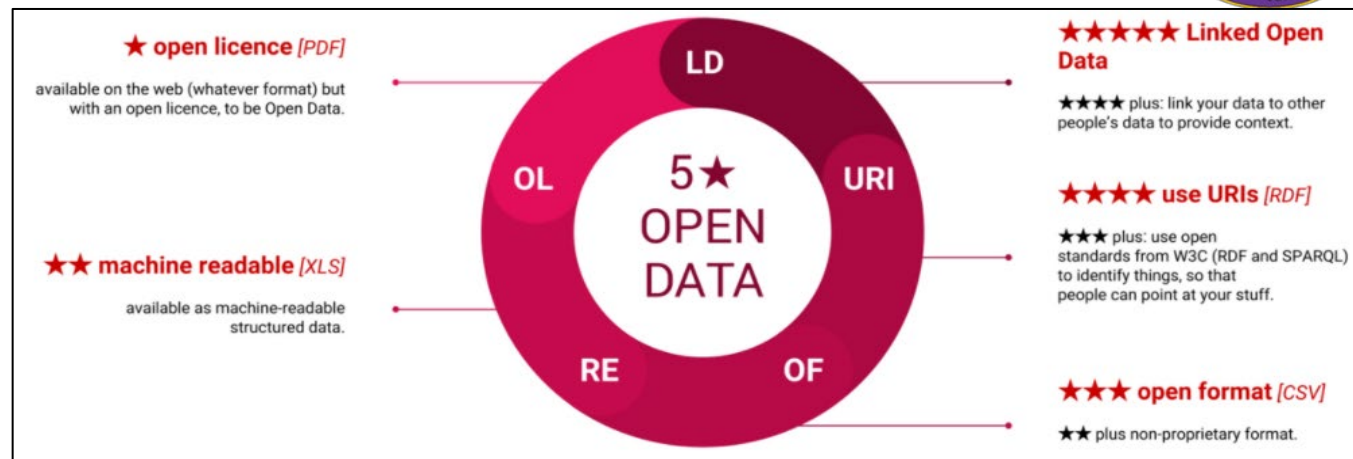 ★ open licence [PDF]
available on the web (whatever format) but
with an open licence, to be Open Data.
★★ machine readable [XLS]
available as machine-readable
structured data.
LD
URI
OF
RE
OL
5★
OPEN
DATA
★★★★★ Linked Open
Data
★★★★ plus: link your data to other
people's data to provide context.
★★★★ use URIs [RDF]
★★★ plus: use open
standards from W3C (RDF and SPARQL)
to identify things, so that
people can point at your stuff.
★★★ open format [CSV]
★★ plus non-proprietary format.